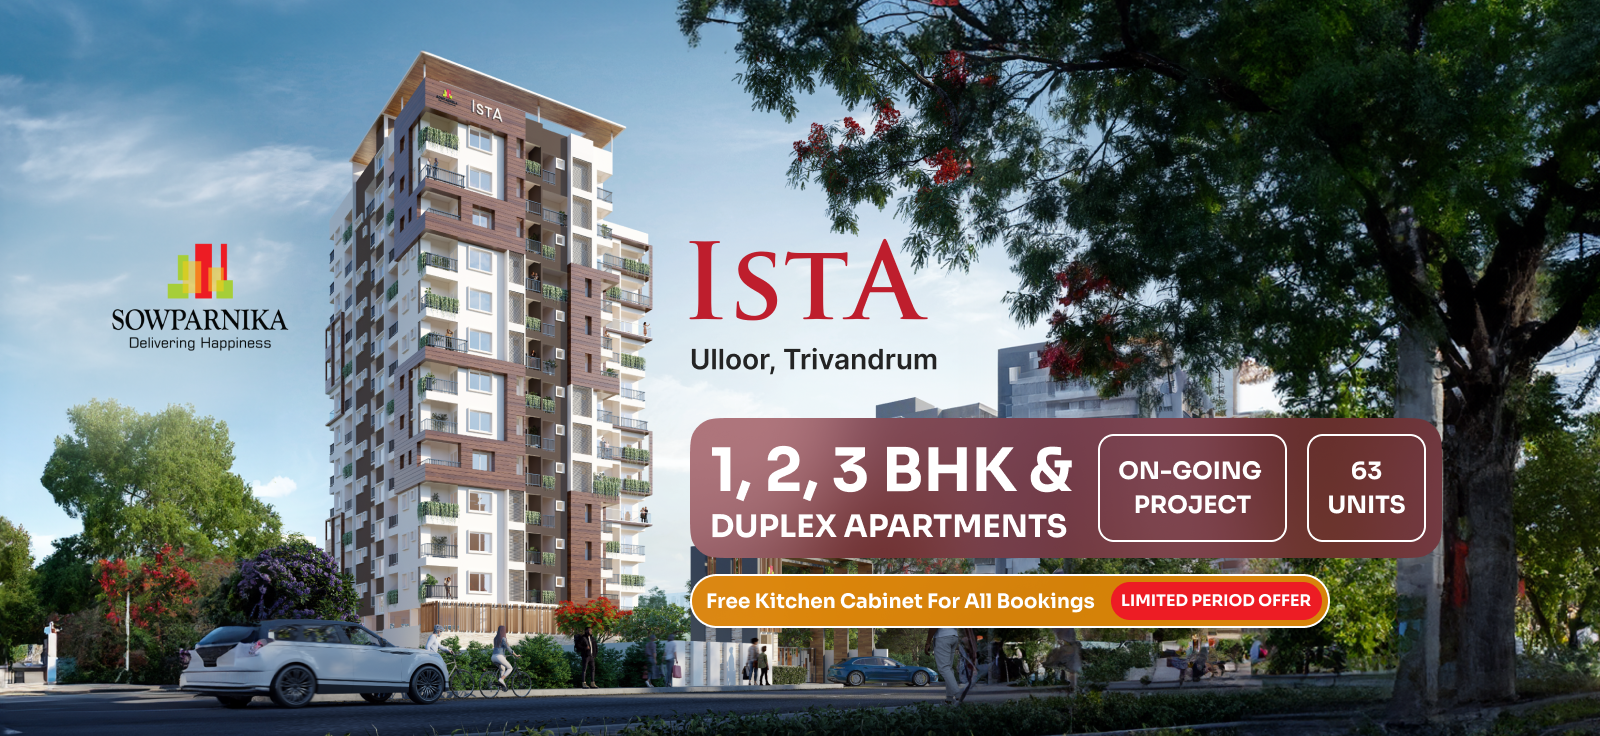 ISTA
SOWPARNIKA
Delivering Happiness
ISTA
Ulloor, Trivandrum
1, 2, 3 BHK &
DUPLEX APARTMENTS
ON-GOING
PROJECT
63
UNITS
Free Kitchen Cabinet For All Bookings
LIMITED PERIOD OFFER